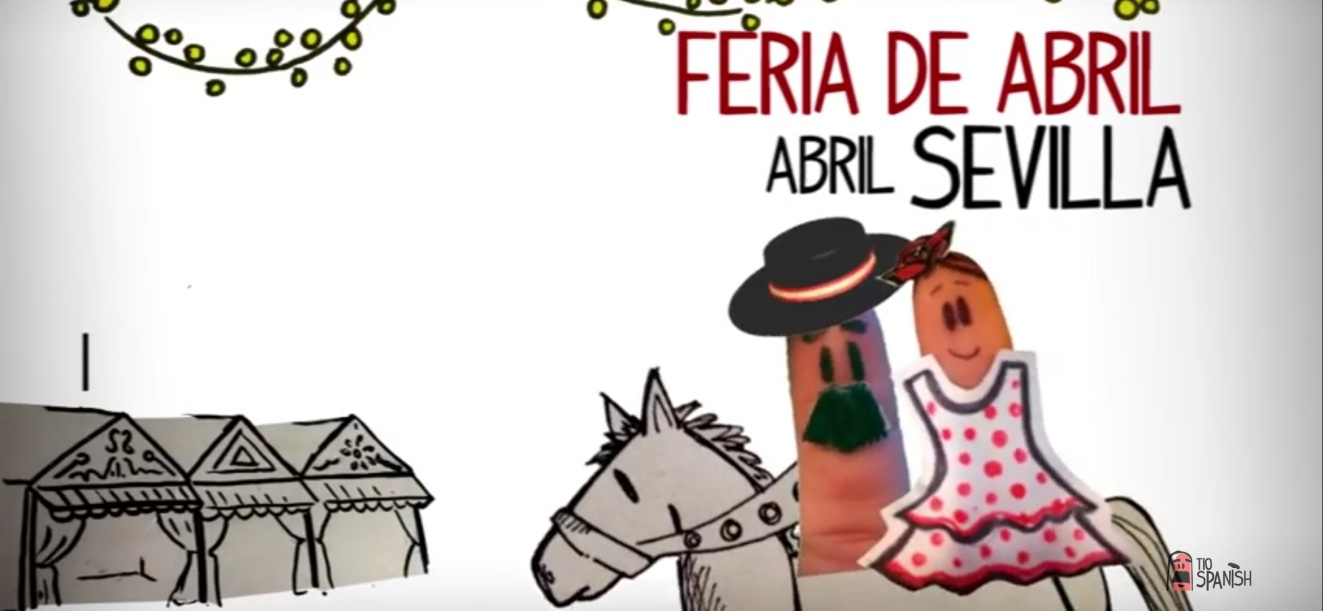 FERIA DE ABRIL
ABRIL SEVILLA
TIO
SPANISH